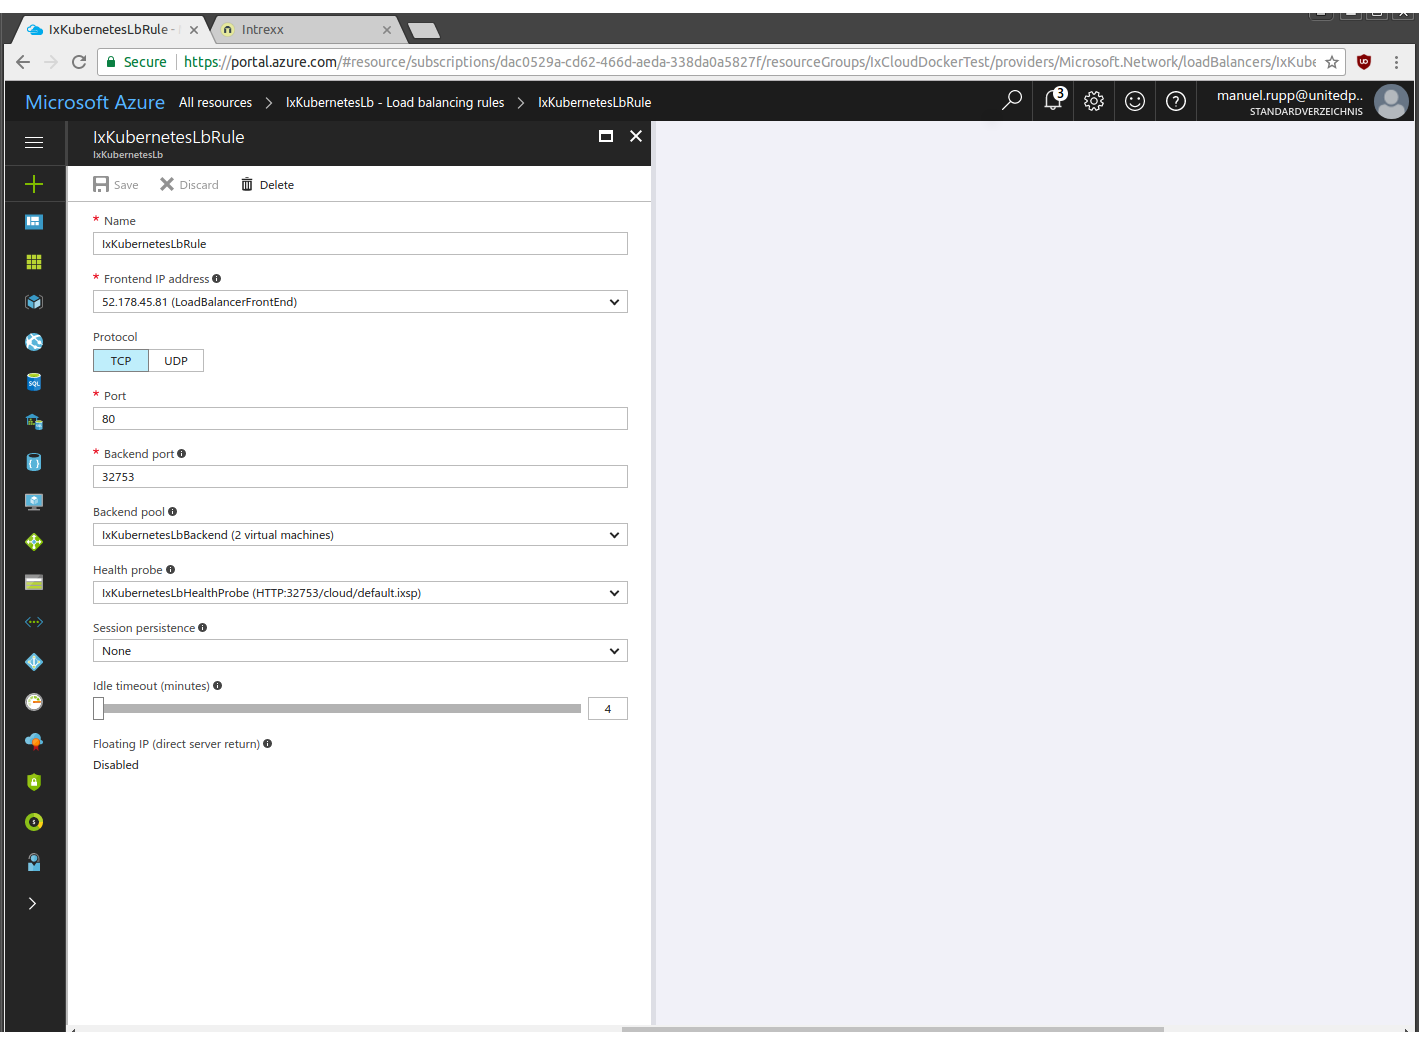 IxKubernetesLbRule -
Intrexx
Secure https://portal.azure.com/#resource/subscriptions/dac0529a-cd62-466d-aeda-338da0a5827f/resourceGroups/IxCloudDockerTest/providers/Microsoft.Network/loadBalancers/IxKube
Microsoft Azure All resources > IxKubernetesLb - Load balancing rules > IxKubernetesLbRule
3
manuel.rupp@unitedp..
STANDARDVERZEICHNIS
IxKubernetesLbRule
IxKubernetesLb
Save Discard Delete
* Name
IxKubernetesLbRule
* Frontend IP address
52.178.45.81 (LoadBalancerFrontEnd)
Protocol
TCP UDP
* Port
80
* Backend port
32753
Backend pool
IxKubernetesLbBackend (2 virtual machines)
Health probe
IxKubernetesLbHealthProbe (HTTP:32753/cloud/default.ixsp)
Session persistence
None
Idle timeout (minutes)
4
Floating IP (direct server return)
Disabled
SQL